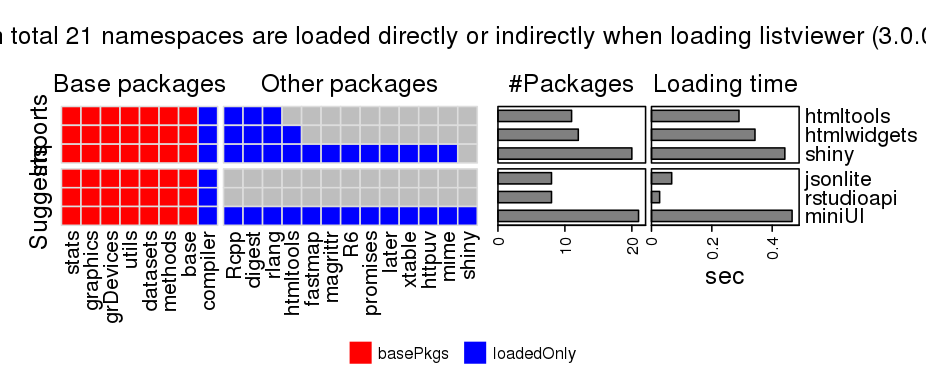 total 21 namespaces are loaded directly or indirectly when loading listviewer (3.0.0
Base packages
Other packages
#Packages
Loading time
Imports
Suggests
htmltools
htmlwidgets
shiny
jsonlite
rstudioapi
miniUI
stats
graphics
grDevices
utils
datasets
methods
base
compiler
Rcpp
digest
rlang
htmltools
fastmap
magrittr
R6
promises
later
xtable
httpuv
mime
shiny
0
10
20
0
0.2
0.4
sec
basePkgs
loadedOnly